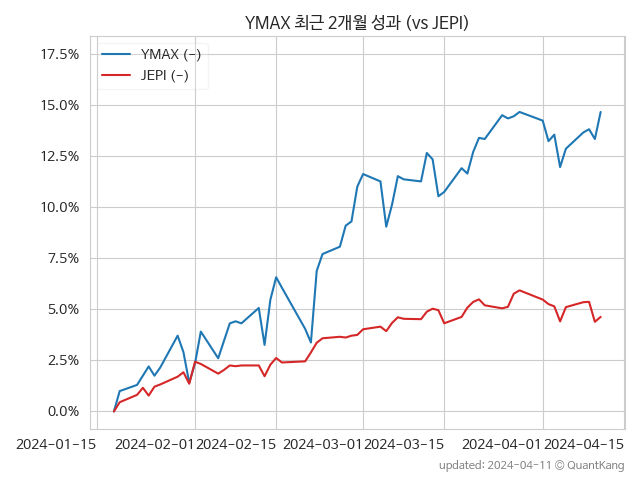 YMAX 최근 2개월 성과 (vs JEPI)
YMAX (-)
JEPI (-)
17.5%
15.0%
12.5%
10.0%
7.5%
5.0%
2.5%
0.0%
2024-01-15 2024-02-01 2024-02-15 2024-03-01 2024-03-15 2024-04-01 2024-04-15
updated: 2024-04-11 © QuantKang